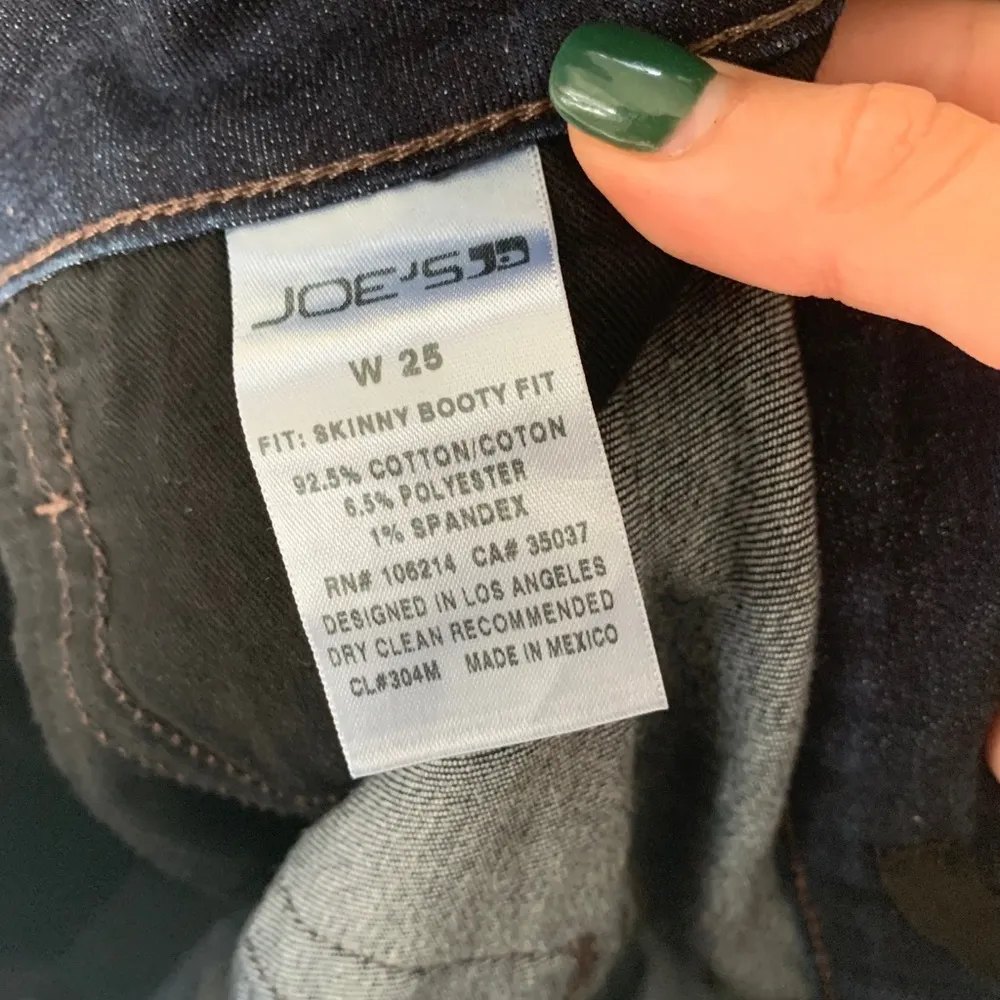 JOE'S JD
W 25
FIT: SKINNY BOOTY FIT
92.5% COTTON/COTON
6.5% POLYESTER
1% SPANDEX
RN# 106214 CA# 35037
DESIGNED IN LOS ANGELES
DRY CLEAN RECOMMENDED
CL#304M MADE IN MEXICO